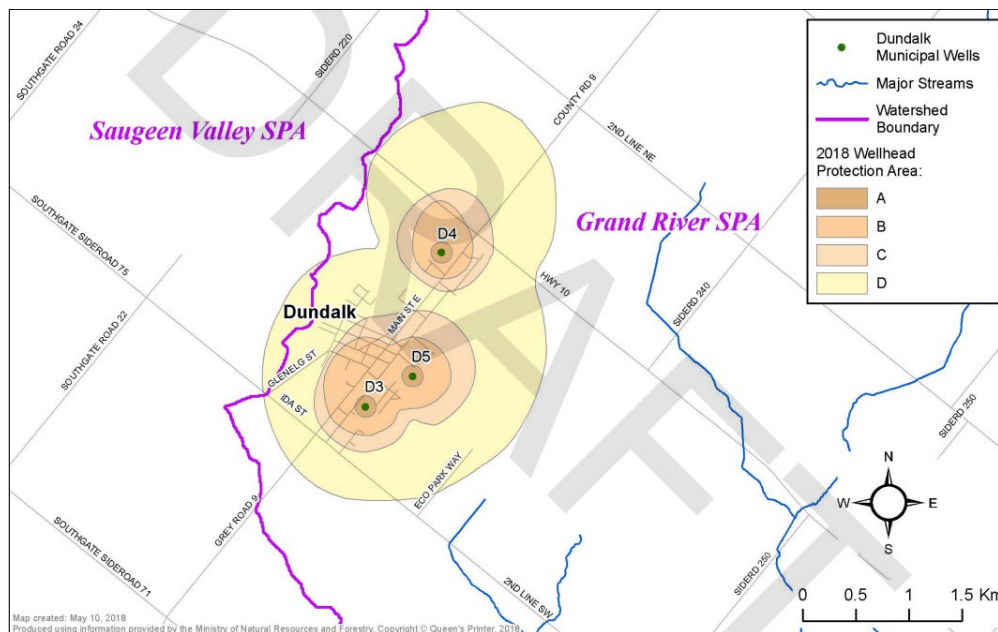 SOUTHGATE ROAD 24
SIDERD 220
COUNTY RD 9
2ND LINE NE
Saugeen Valley SPA
Grand River SPA
SOUTHGATE SIDEROAD 75
SOUTHGATE ROAD 22
D4
HWY 10
SIDERD 240
Dundalk
MAIN ST E
GLENELG ST
D5
D3
IDA ST
SIDERD 250
ECO PARK WAY
GREY ROAD 9
SOUTHGATE SIDEROAD 71
2ND LINE SW
SIDERD 250
DRAFT
Dundalk
Municipal Wells
Major Streams
Watershed
Boundary
2018 Wellhead
Protection Area:
A
B
C
D
N
W E
S
0 0.5 1 1.5 Km
Map created: May 10, 2018
Produced using information provided by the Ministry of Natural Resources and Forestry, Copyright © Queen's Printer, 2018.